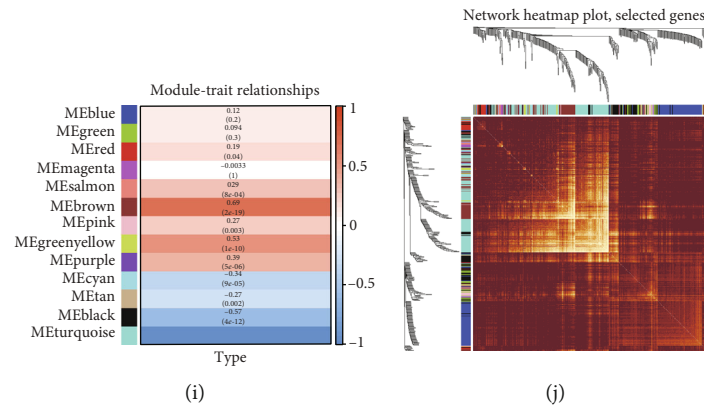 Module-trait relationships
MEblue
0.12
(0.2)
MEgreen
0.094
(0.3)
MEred
0.19
(0.04)
MEmagenta
−0.0033
(1)
MEsalmon
029
(8e-04)
MEbrown
0.69
(2e-19)
MEpink
0.27
(0.003)
MEgreenyellow
0.53
(1e-10)
MEpurple
0.39
(5e-06)
MEcyan
−0.34
(9e-05)
MEtan
−0.27
(0.002)
MEblack
−0.57
(4e-12)
MEturquoise
1
0.5
0
−0.5
−1
Type
(i)
Network heatmap plot, selected genes
(j)